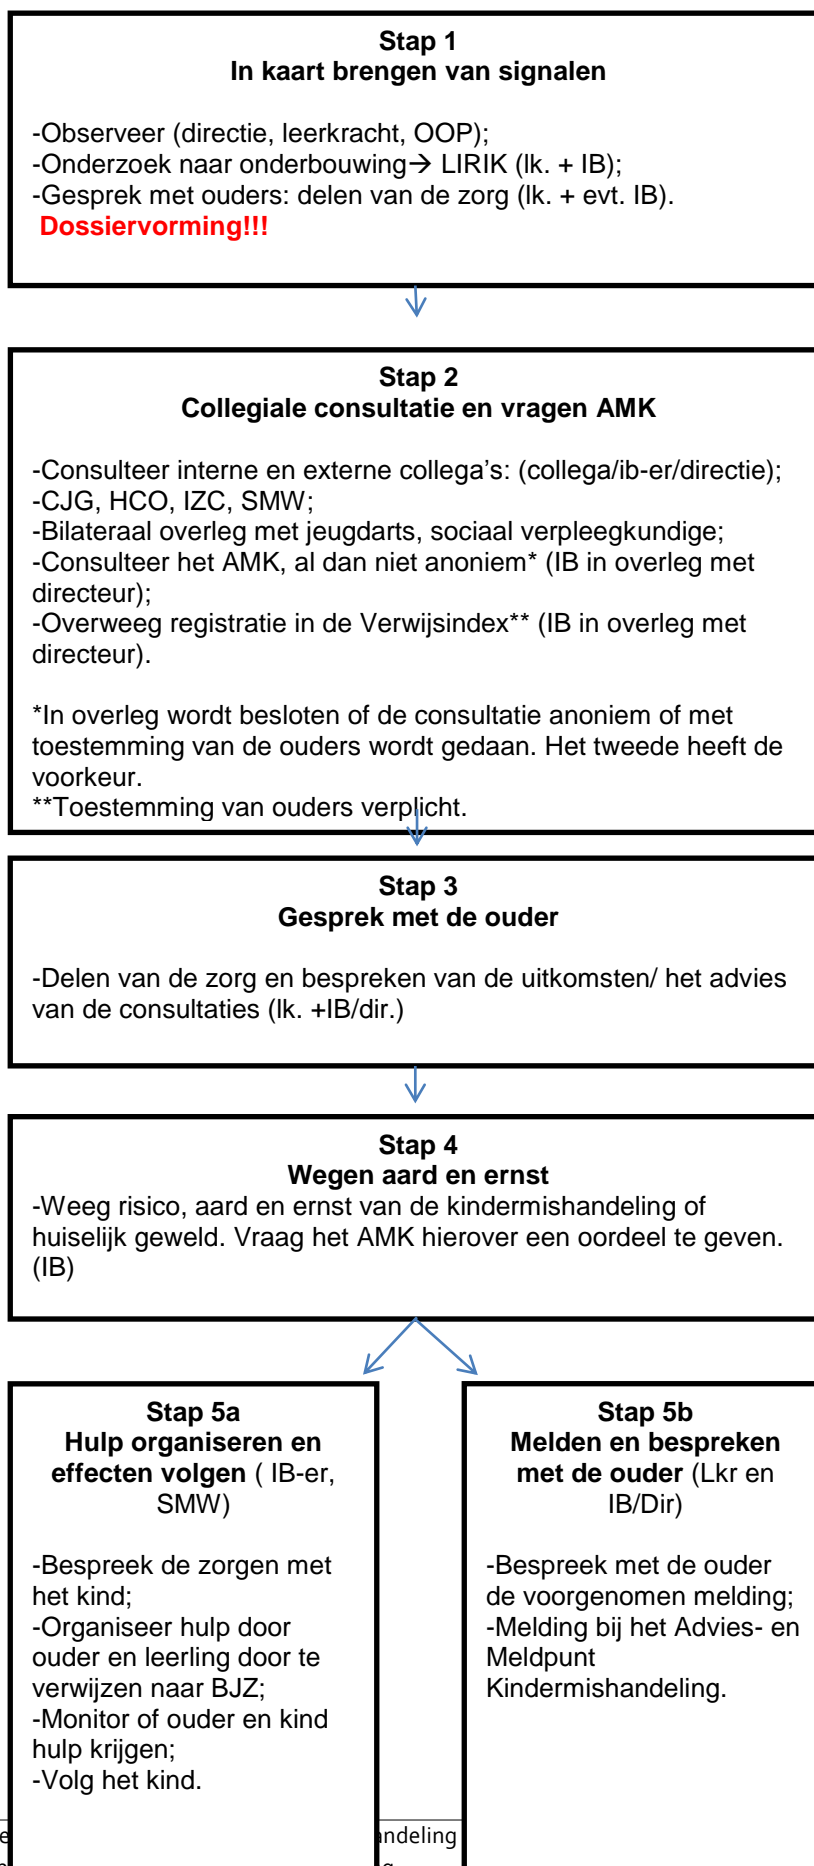 Stap 1
In kaart brengen van signalen
-Observeer (directie, leerkracht, OOP);
-Onderzoek naar onderbouwing→ LIRIK (lk. + IB);
-Gesprek met ouders: delen van de zorg (lk. + evt. IB).
Dossiervorming!!!
Stap 2
Collegiale consultatie en vragen AMK
-Consulteer interne en externe collega's: (collega/ib-er/directie);
-CJG, HCO, IZC, SMW;
-Bilateraal overleg met jeugdarts, sociaal verpleegkundige;
-Consulteer het AMK, al dan niet anoniem* (IB in overleg met
directeur);
-Overweeg registratie in de Verwijsindex** (IB in overleg met
directeur).
*In overleg wordt besloten of de consultatie anoniem of met
toestemming van de ouders wordt gedaan. Het tweede heeft de
voorkeur.
**Toestemming van ouders verplicht.
Stap 3
Gesprek met de ouder
-Delen van de zorg en bespreken van de uitkomsten/ het advies
van de consultaties (lk. +IB/dir.)
Stap 4
Wegen aard en ernst
-Weeg risico, aard en ernst van de kindermishandeling of
huiselijk geweld. Vraag het AMK hierover een oordeel te geven.
(IB)
Stap 5a
Hulp organiseren en
effecten volgen ( IB-er,
SMW)
-Bespreek de zorgen met
het kind;
-Organiseer hulp door
ouder en leerling door te
verwijzen naar BJZ;
-Monitor of ouder en kind
hulp krijgen;
-Volg het kind.
Stap 5b
Melden en bespreken
met de ouder (Lkr en
IB/Dir)
-Bespreek met de ouder
de voorgenomen melding;
-Melding bij het Advies- en
Meldpunt
Kindermishandeling.
andeling